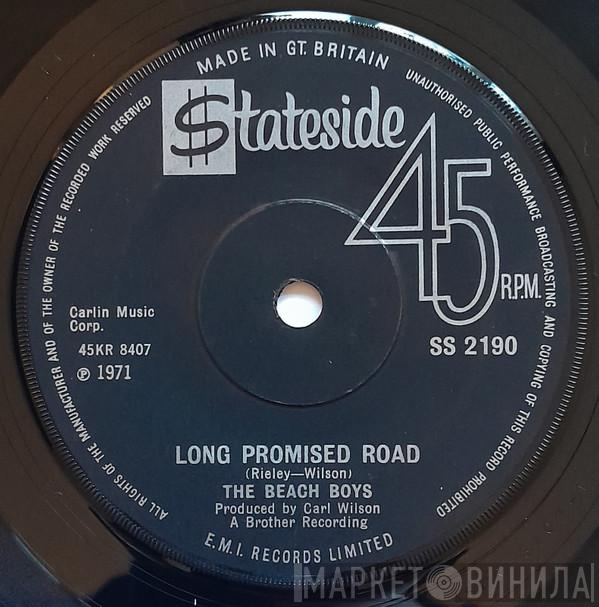 MADE IN GT. BRITAIN
UNAUTHORISED PUBLIC PERFORMANCE BROADCASTING AND COPYING OF THIS RECORD PROHIBITED
ALL RIGHTS OF THE MANUFACTURER AND OF THE OWNER OF THE RECORDED WORK RESERVED
$tateside
45
R.P.M.
Carlin Music
Corp.
45KR 8407
℗ 1971
SS 2190
LONG PROMISED ROAD
(Rieley—Wilson)
THE BEACH BOYS
Produced by Carl Wilson
A Brother Recording
E.M.I. RECORDS LIMITED
МАРКЕТ ВИНИЛА